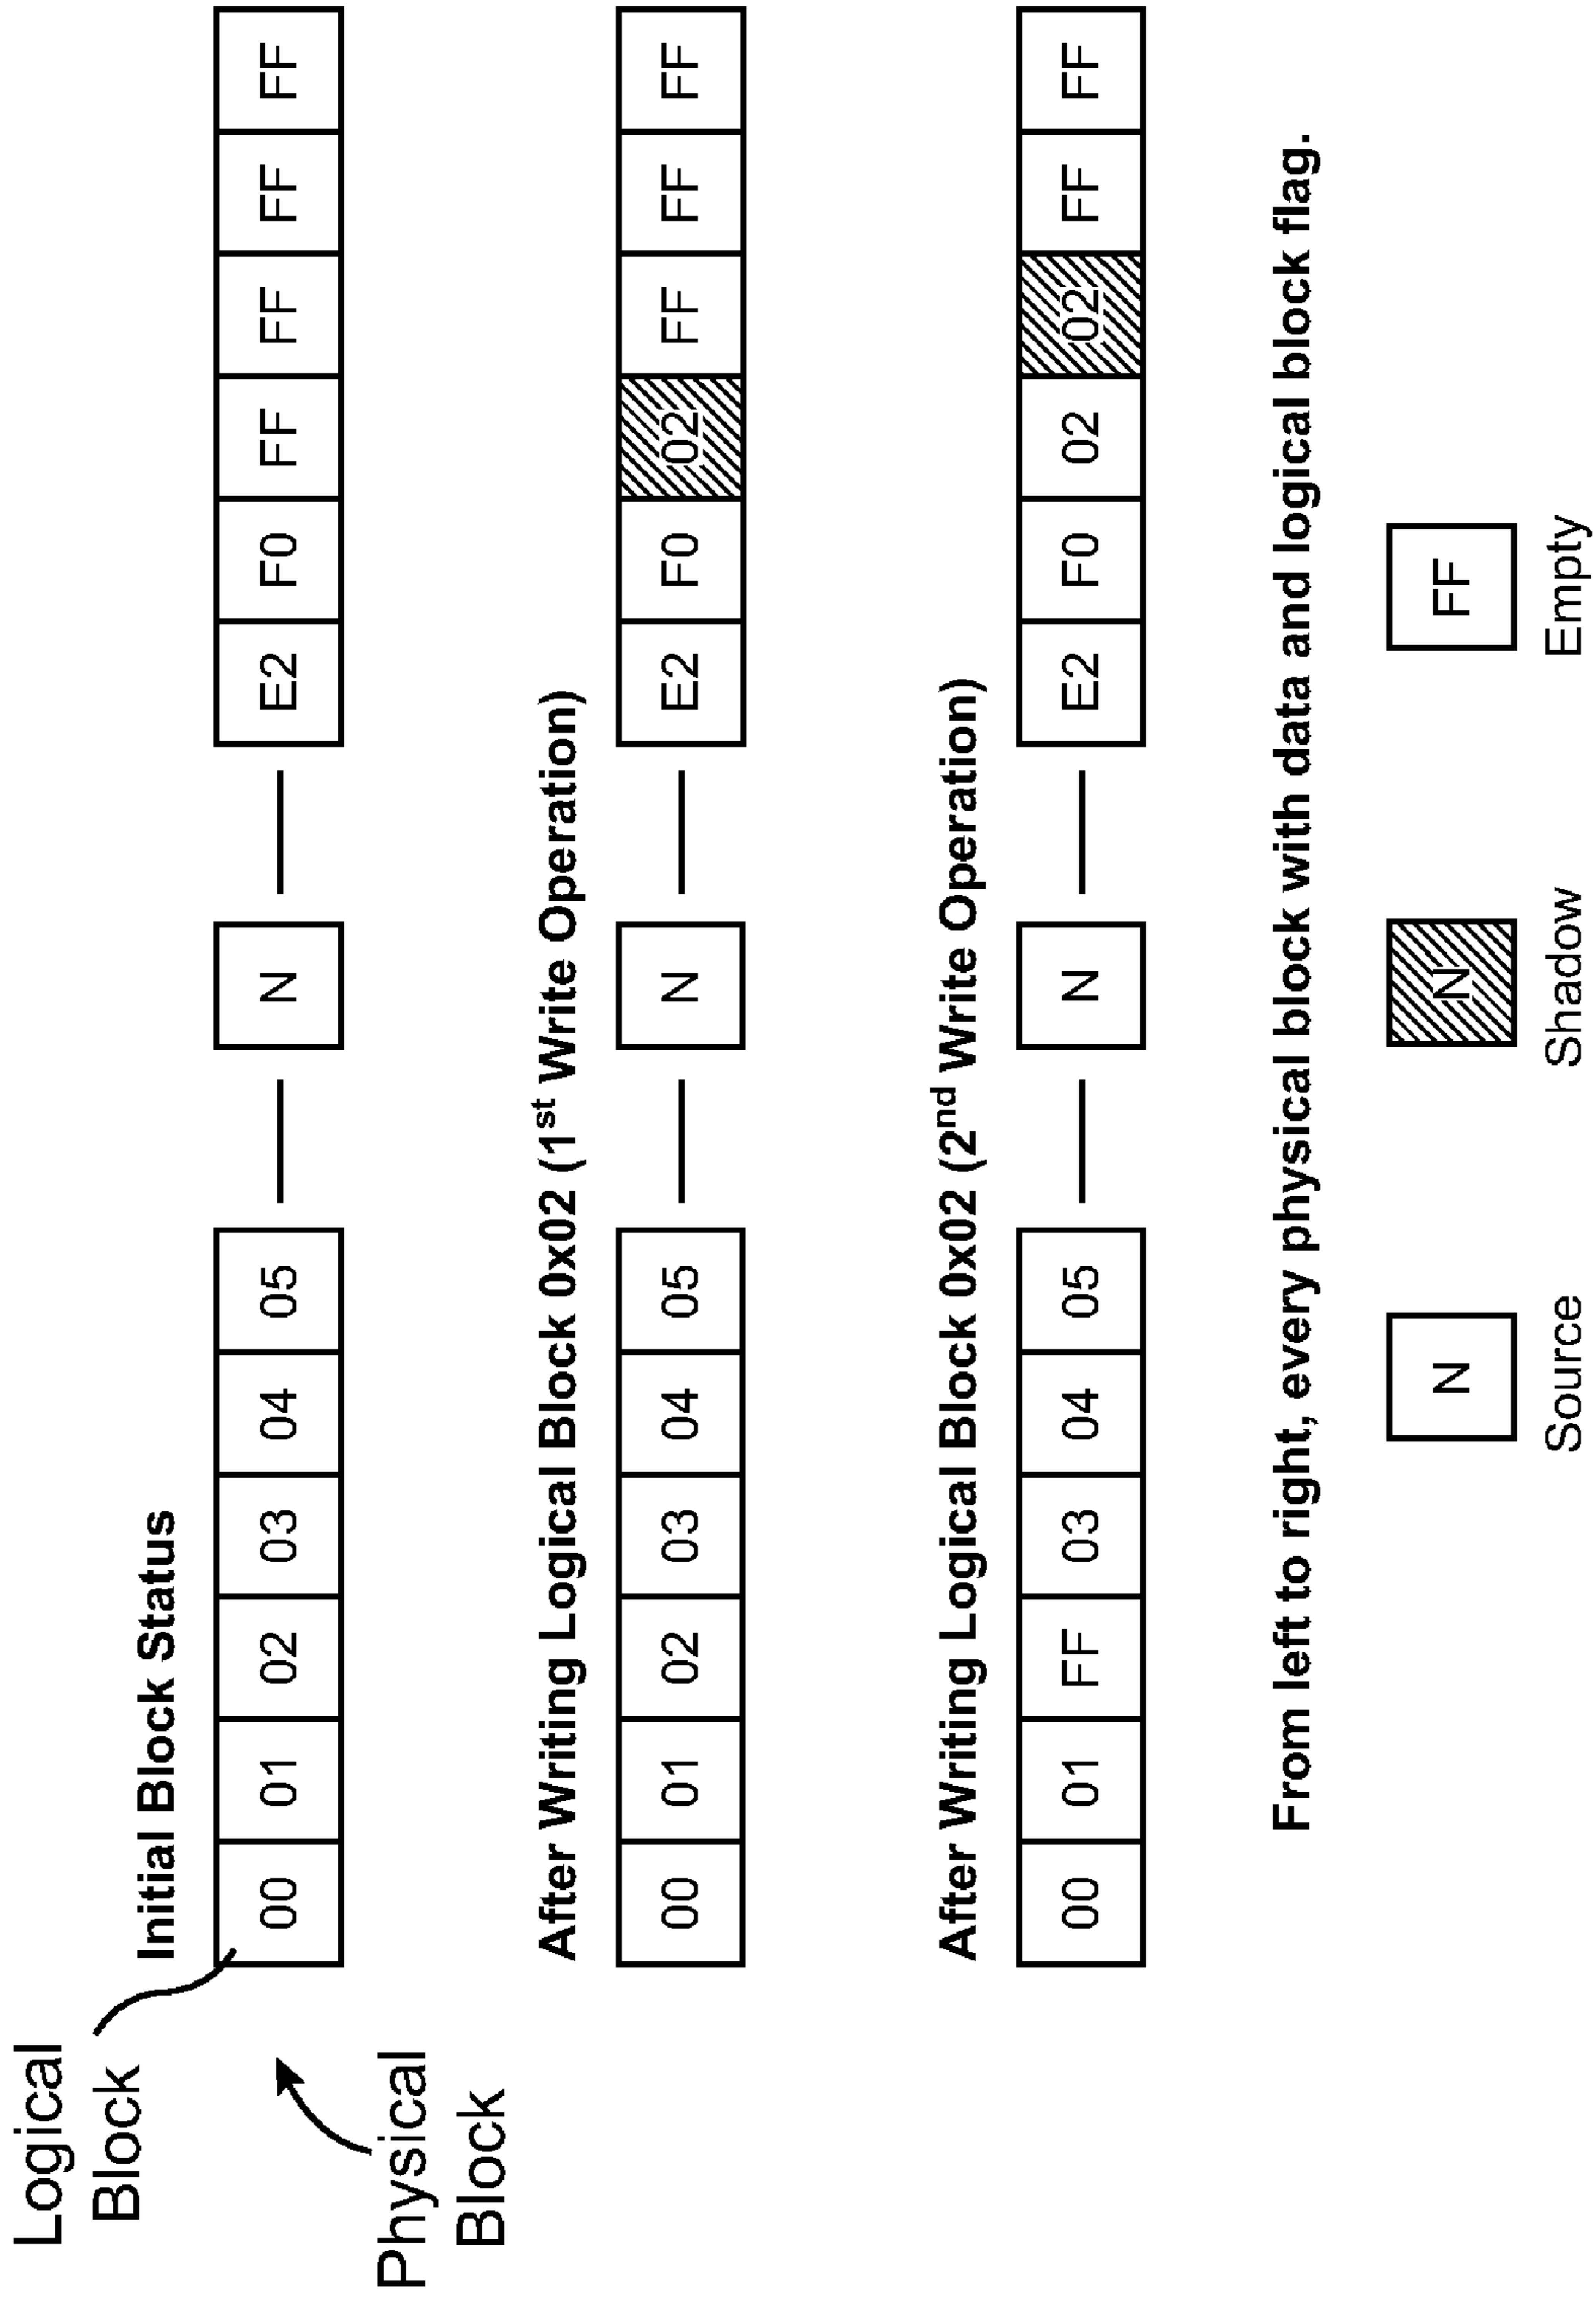 Logical
Block
Physical
Block
Initial Block Status
00 01 02 03 04 05 N E2 F0 FF FF FF FF
After Writing Logical Block 0x02 (1st Write Operation)
00 01 02 03 04 05 N E2 F0 02 FF FF FF
After Writing Logical Block 0x02 (2nd Write Operation)
00 01 FF 03 04 05 N E2 F0 02 02 FF FF
From left to right, every physical block with data and logical block flag.
N N FF
Source Shadow Empty